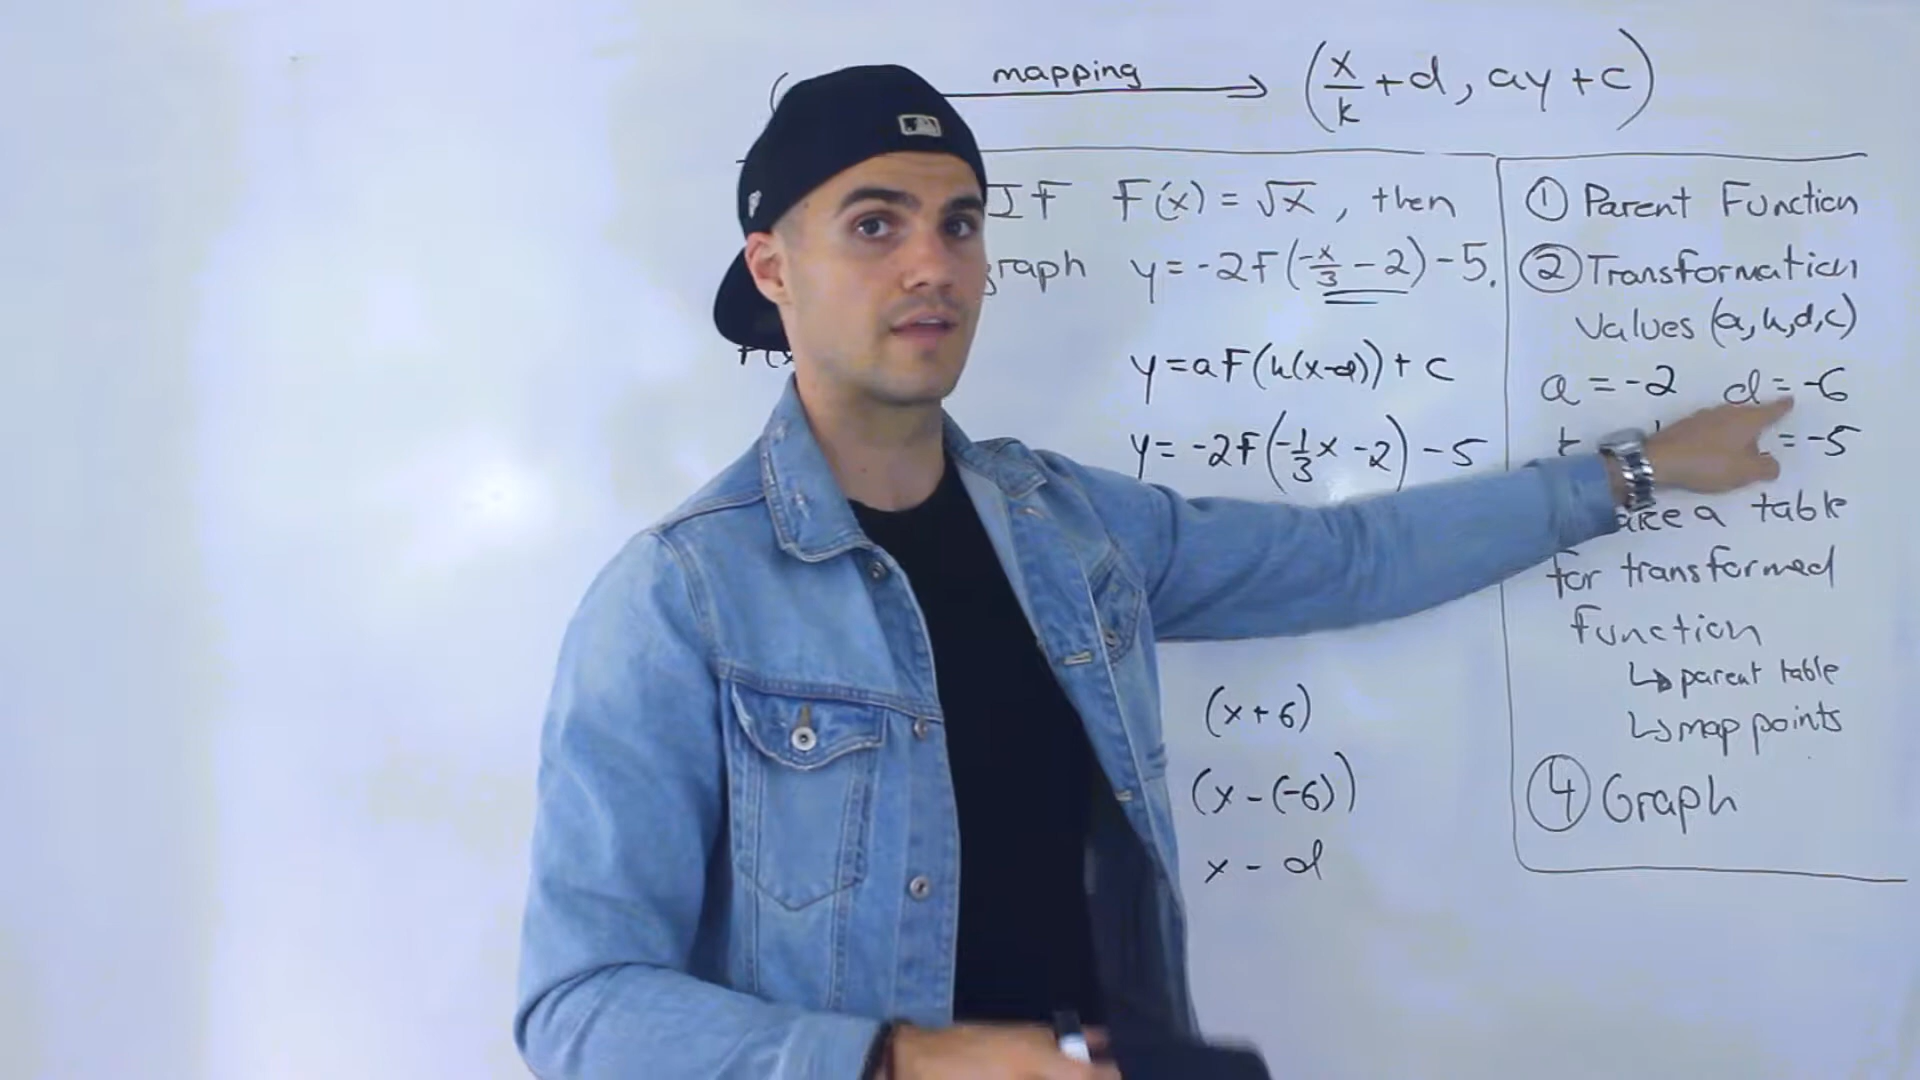 mapping (x/k + d, ay + c)
If F(x) = √x, then
graph y = -2F(-x/3 - 2) - 5.
y = aF(k(x-d)) + c
y = -2F(-1/3x - 2) - 5
(x + 6)
(x - (-6))
x - d
① Parent Function
② Transformation
Values (a,k,d,c)
a = -2 d = -6
= -5
a table
for transformed
function
↳ parent table
↳ map points
④ Graph